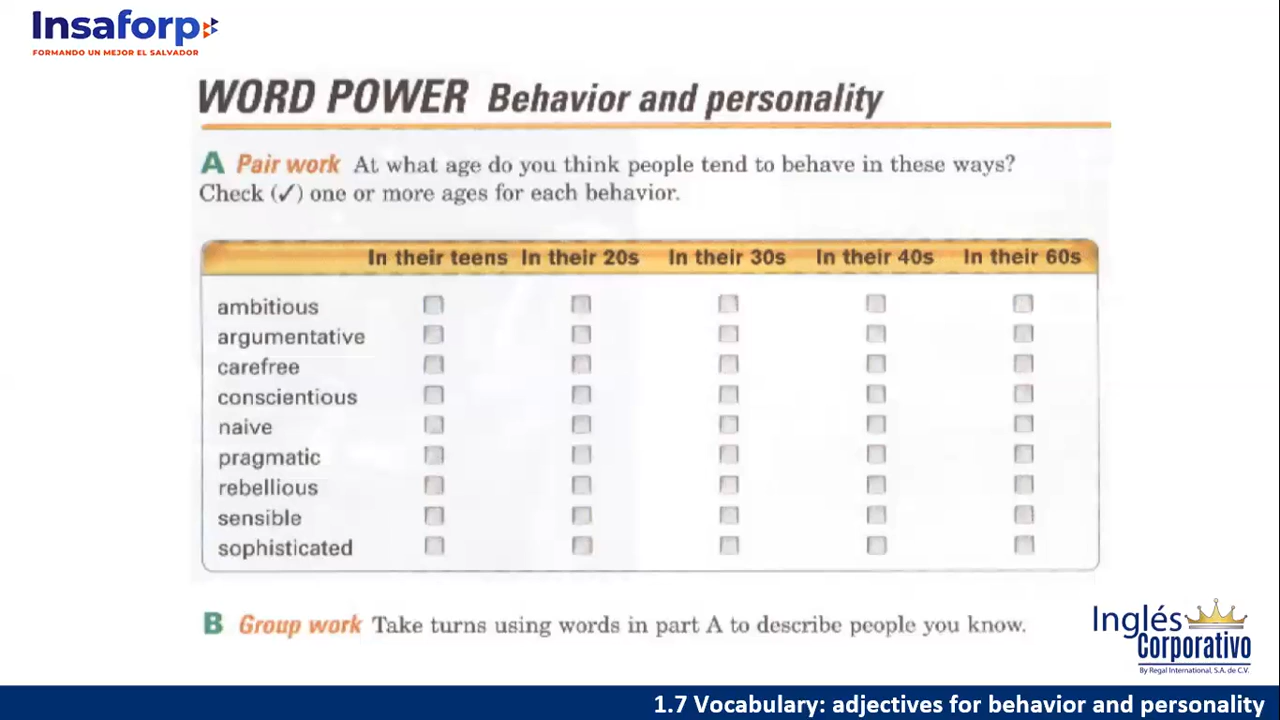 Insaforp
FORMANDO UN MEJOR EL SALVADOR
WORD POWER Behavior and personality
A Pair work At what age do you think people tend to behave in these ways?
Check (✓) one or more ages for each behavior.
In their teens In their 20s In their 30s In their 40s In their 60s
ambitious
argumentative
carefree
conscientious
naive
pragmatic
rebellious
sensible
sophisticated
B Group work Take turns using words in part A to describe people you know.
Inglés
Corporativo
By Regal International, S.A. de C.V.
1.7 Vocabulary: adjectives for behavior and personality